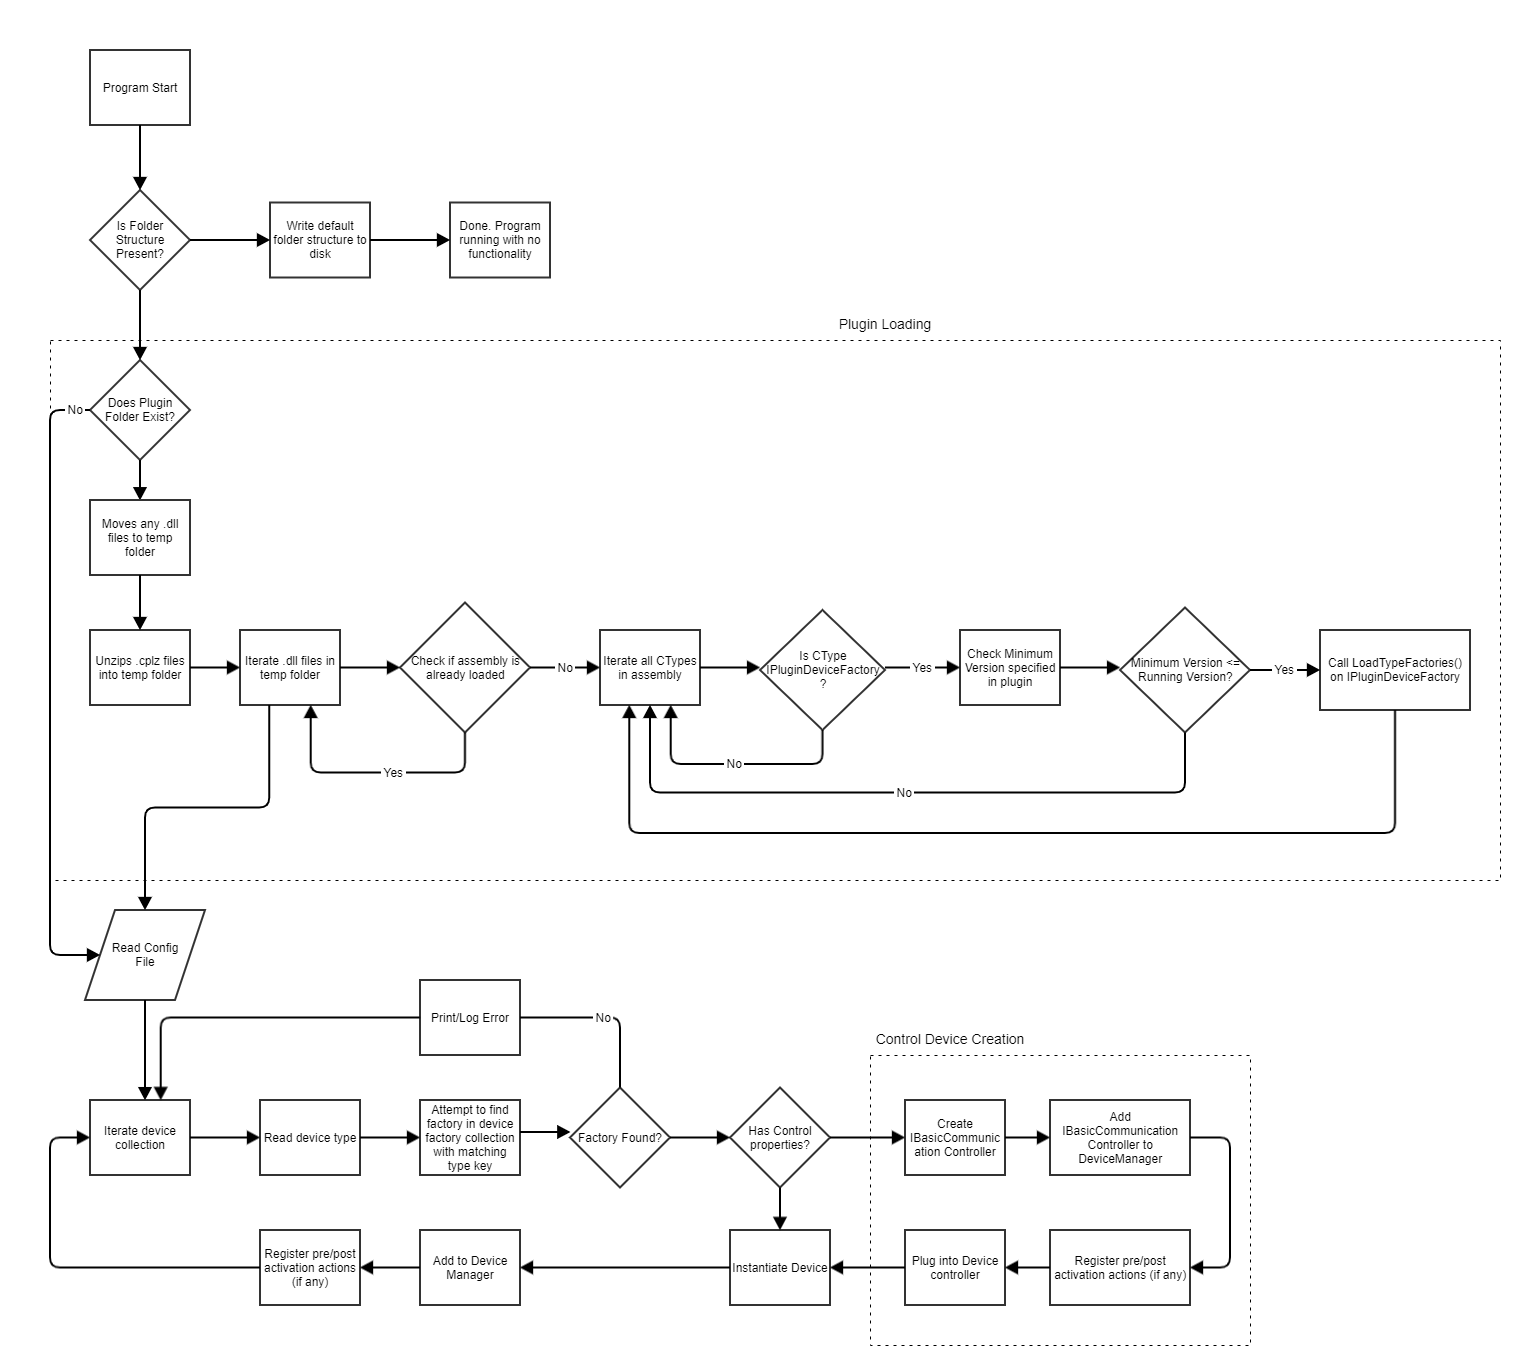 Program Start
Is Folder
Structure
Present?
Write default
folder structure to
disk
Done. Program
running with no
functionality
Plugin Loading
Does Plugin
Folder Exist?
No
Moves any .dll
files to temp
folder
Unzips .cplz files
into temp folder
Iterate .dll files in
temp folder
Check if assembly is
already loaded
No
Iterate all CTypes
in assembly
Is CType
IPluginDeviceFactory
?
Yes
Check Minimum
Version specified
in plugin
Minimum Version <=
Running Version?
Yes
Call LoadTypeFactories()
on IPluginDeviceFactory
Yes
No
No
Read Config
File
Print/Log Error
No
Control Device Creation
Iterate device
collection
Read device type
Attempt to find
factory in device
factory collection
with matching
type key
Factory Found?
Has Control
properties?
Create
IBasicCommunic
ation Controller
Add
IBasicCommunication
Controller to
DeviceManager
Register pre/post
activation actions
(if any)
Add to Device
Manager
Instantiate Device
Plug into Device
controller
Register pre/post
activation actions (if any)